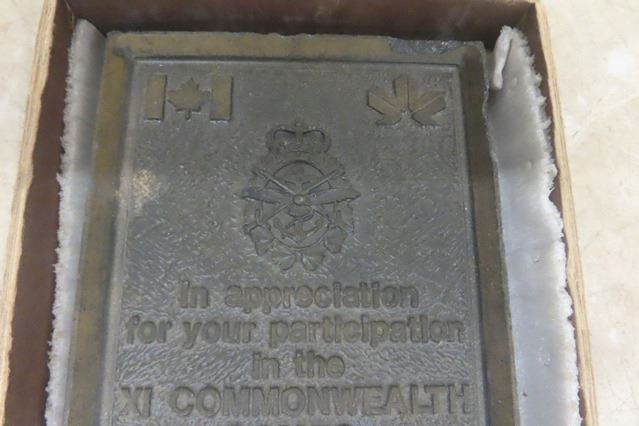 In appreciation
for your participation
in the
XI COMMONWEALTH